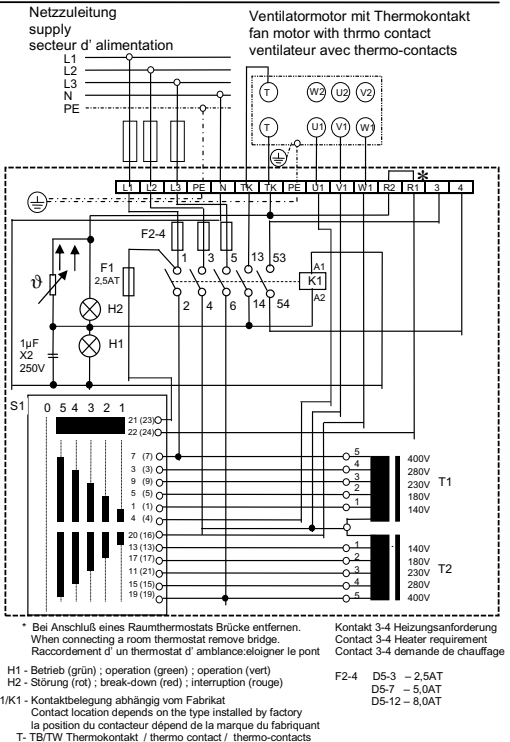 Netzzuleitung
supply
secteur d' alimentation
Ventilatormotor mit Thermokontakt
fan motor with thrmo contact
ventilateur avec thermo-contacts
L1
L2
L3
N
PE
T W2 U2 V2
T U1 V1 W1
L1 L2 L3 PE N TK TK PE U1 V1 W1 R2 R1 3 4
*
F2-4
1 3 5 13 53
F1
2,5AT
A1
K1
A2
2 4 6 14 54
ϑ
H2
H1
1µF
X2
250V
S1 0 5 4 3 2 1
21 (23)
22 (24)
7 (7)
3 (3)
9 (9)
5 (5)
1 (1)
4 (4)
20 (16)
13 (13)
17 (17)
11 (21)
15 (15)
19 (19)
5 400V
4 280V
3 230V T1
2 180V
1 140V
1 140V
2 180V
3 230V T2
4 280V
5 400V
* Bei Anschluß eines Raumthermostats Brücke entfernen.
When connecting a room thermostat remove bridge.
Raccordement d' un thermostat d' amblance:eloigner le pont
Kontakt 3-4 Heizungsanforderung
Contact 3-4 Heater requirement
Contact 3-4 demande de chauffage
H1 - Betrieb (grün) ; operation (green) ; operation (vert)
H2 - Störung (rot) ; break-down (red) ; interruption (rouge)
F2-4 D5-3 – 2,5AT
D5-7 – 5,0AT
D5-12 – 8,0AT
1/K1 - Kontaktbelegung abhängig vom Fabrikat
Contact location depends on the type installed by factory
la position du contacteur dépend de la marque du fabriquant
T- TB/TW Thermokontakt / thermo contact / thermo-contacts